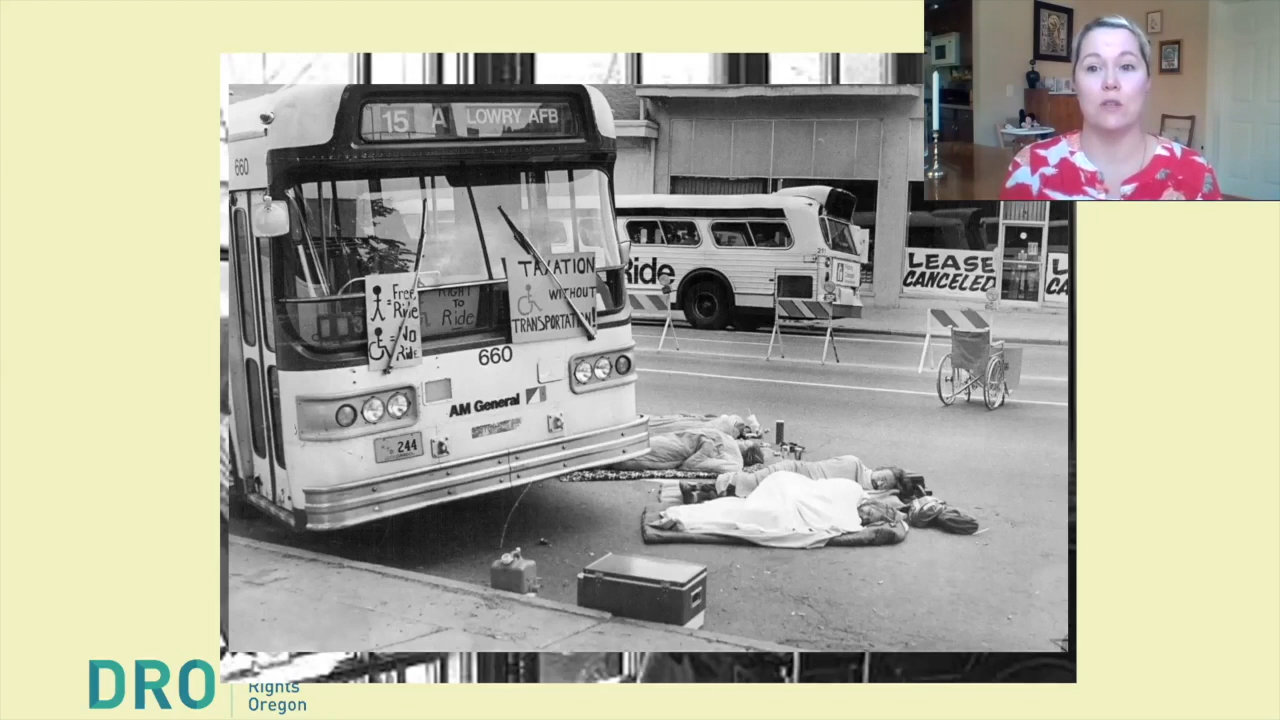 15 A LOWRY AFB
660
Ride
LEASE
CANCELED
L
CA
Free
Ride
= NO
Ride
RIGHT
TO
Ride
TAXATION
WITHOUT
TRANSPORTATION!
660
AM General
244
DRO
Rights
Oregon